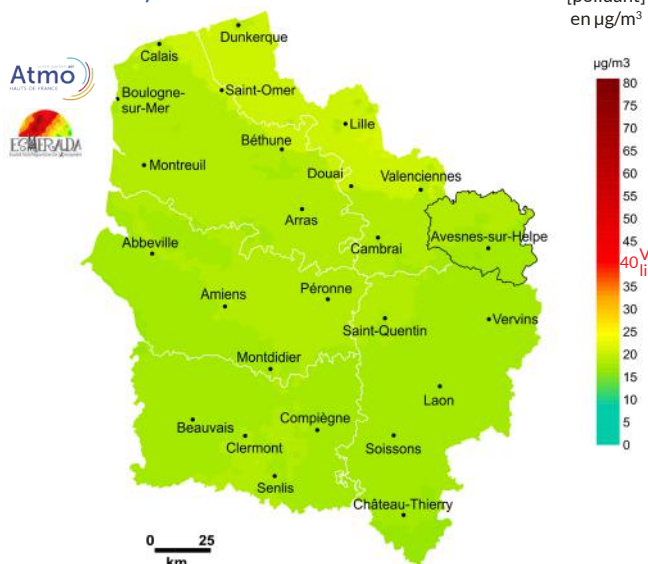 [polluant]
en µg/m³
Dunkerque
Calais
Atmo
HAUTS-DE-FRANCE
Boulogne-
sur-Mer
Saint-Omer
ESMERALDA
Lille
Béthune
Montreuil
Douai
Valenciennes
Arras
Abbeville
Cambrai
Avesnes-sur-Helpe
Amiens
Péronne
Saint-Quentin
Vervins
Montdidier
Laon
Beauvais
Compiègne
Clermont
Soissons
Senlis
Château-Thierry
0 25
km
µg/m3
80
75
70
65
60
55
50
45
40 V
li
35
30
25
20
15
10
5
0